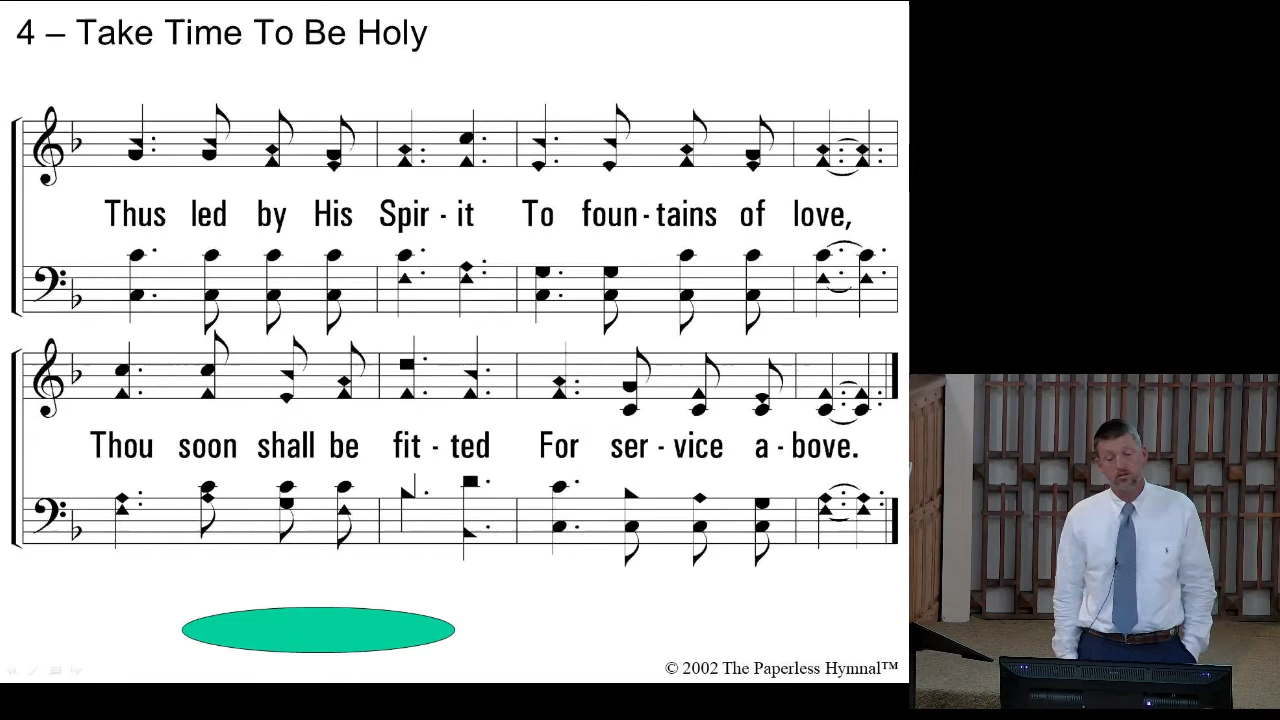 4 – Take Time To Be Holy
Thus led by His Spir - it To foun - tains of love,
Thou soon shall be fit - ted For ser - vice a - bove.
© 2002 The Paperless Hymnal™